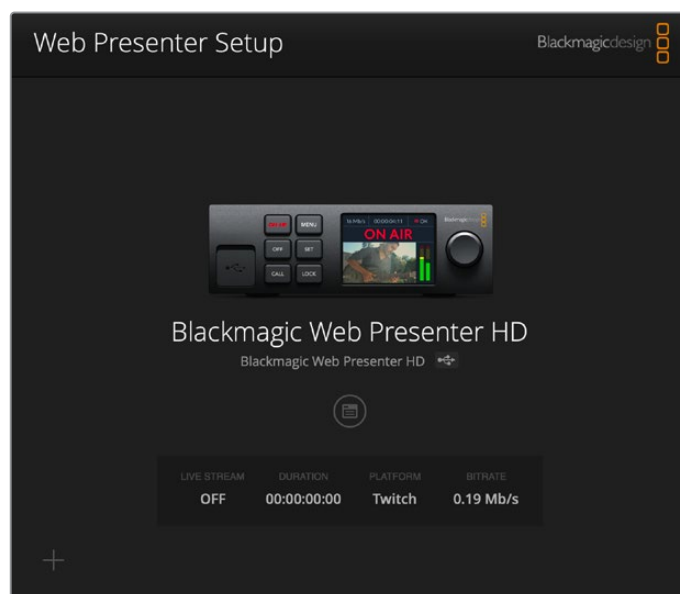 Web Presenter Setup
Blackmagicdesign
ON AIR MENU
OFF SET
CALL LOCK
ON AIR
Blackmagic Web Presenter HD
Blackmagic Web Presenter HD
LIVE STREAM DURATION PLATFORM BITRATE
OFF 00:00:00:00 Twitch 0.19 Mb/s